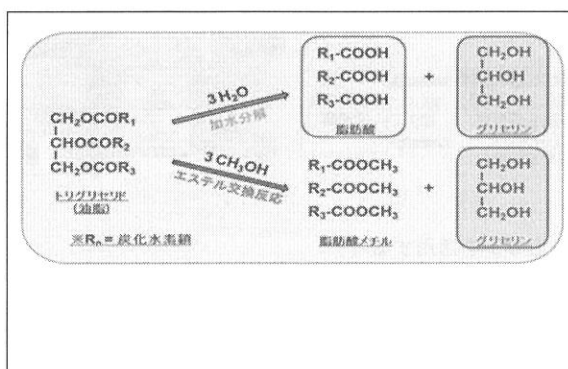 CH₂OCOR₁
CHOCOR₂
CH₂OCOR₃
トリグリセリド
(油脂)
※Rₙ= 炭化水素鎖
3H₂O
加水分解
3CH₃OH
エステル交換反応
R₁-COOH
R₂-COOH
R₃-COOH
脂肪酸
+
CH₂OH
CHOH
CH₂OH
グリセリン
R₁-COOCH₃
R₂-COOCH₃
R₃-COOCH₃
脂肪酸メチル
+
CH₂OH
CHOH
CH₂OH
グリセリン